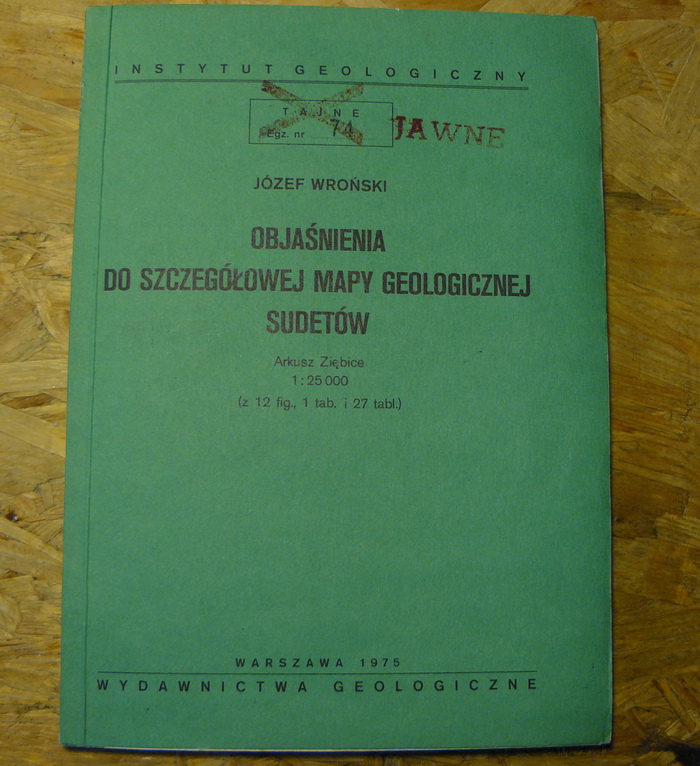 INSTYTUT GEOLOGICZNY
TAJNE
Egz. nr 74
JAWNE
JÓZEF WROŃSKI
OBJAŚNIENIA
DO SZCZEGÓŁOWEJ MAPY GEOLOGICZNEJ
SUDETÓW
Arkusz Ziębice
1:25 000
(z 12 fig., 1 tab. i 27 tabl.)
WARSZAWA 1975
WYDAWNICTWA GEOLOGICZNE